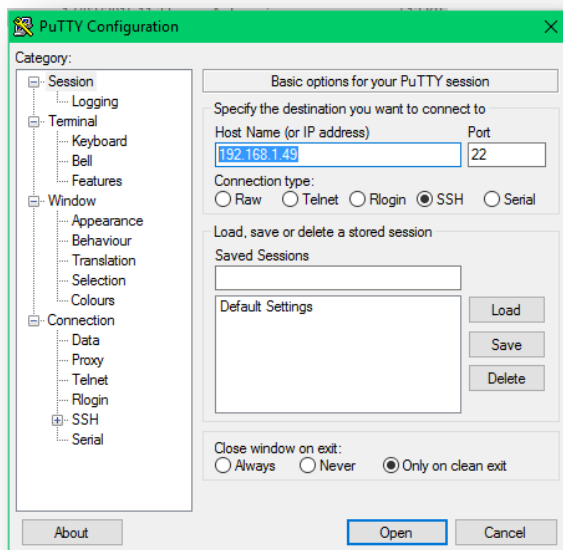 PuTTY Configuration
Category:
Session
Logging
Terminal
Keyboard
Bell
Features
Window
Appearance
Behaviour
Translation
Selection
Colours
Connection
Data
Proxy
Telnet
Rlogin
SSH
Serial
Basic options for your PuTTY session
Specify the destination you want to connect to
Host Name (or IP address) Port
192.168.1.49 22
Connection type:
Raw Telnet Rlogin SSH Serial
Load, save or delete a stored session
Saved Sessions
Default Settings
Load
Save
Delete
Close window on exit:
Always Never Only on clean exit
About Open Cancel